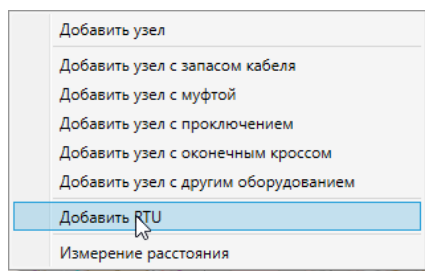 Добавить узел
Добавить узел с запасом кабеля
Добавить узел с муфтой
Добавить узел с проключением
Добавить узел с оконечным кроссом
Добавить узел с другим оборудованием
Добавить RTU
Измерение расстояния